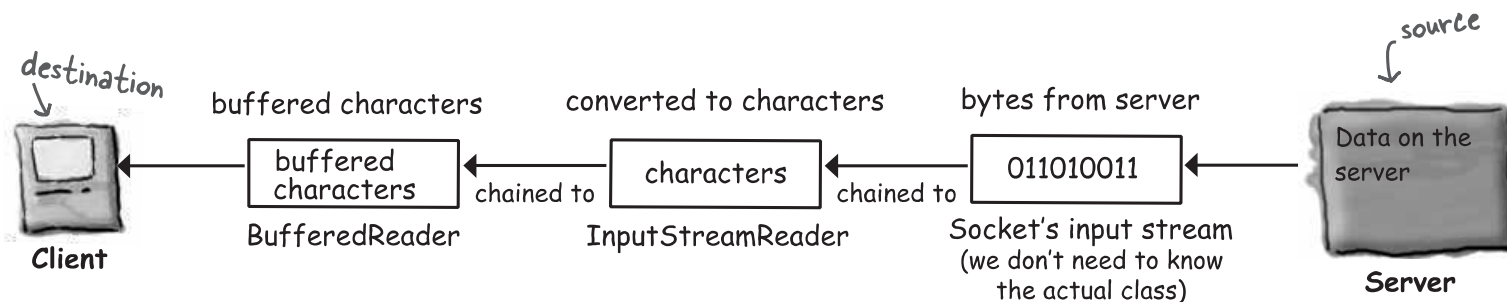 source
destination
buffered characters
converted to characters
bytes from server
buffered
characters
chained to
characters
chained to
011010011
Data on the
server
BufferedReader
InputStreamReader
Socket's input stream
(we don't need to know
the actual class)
Client
Server